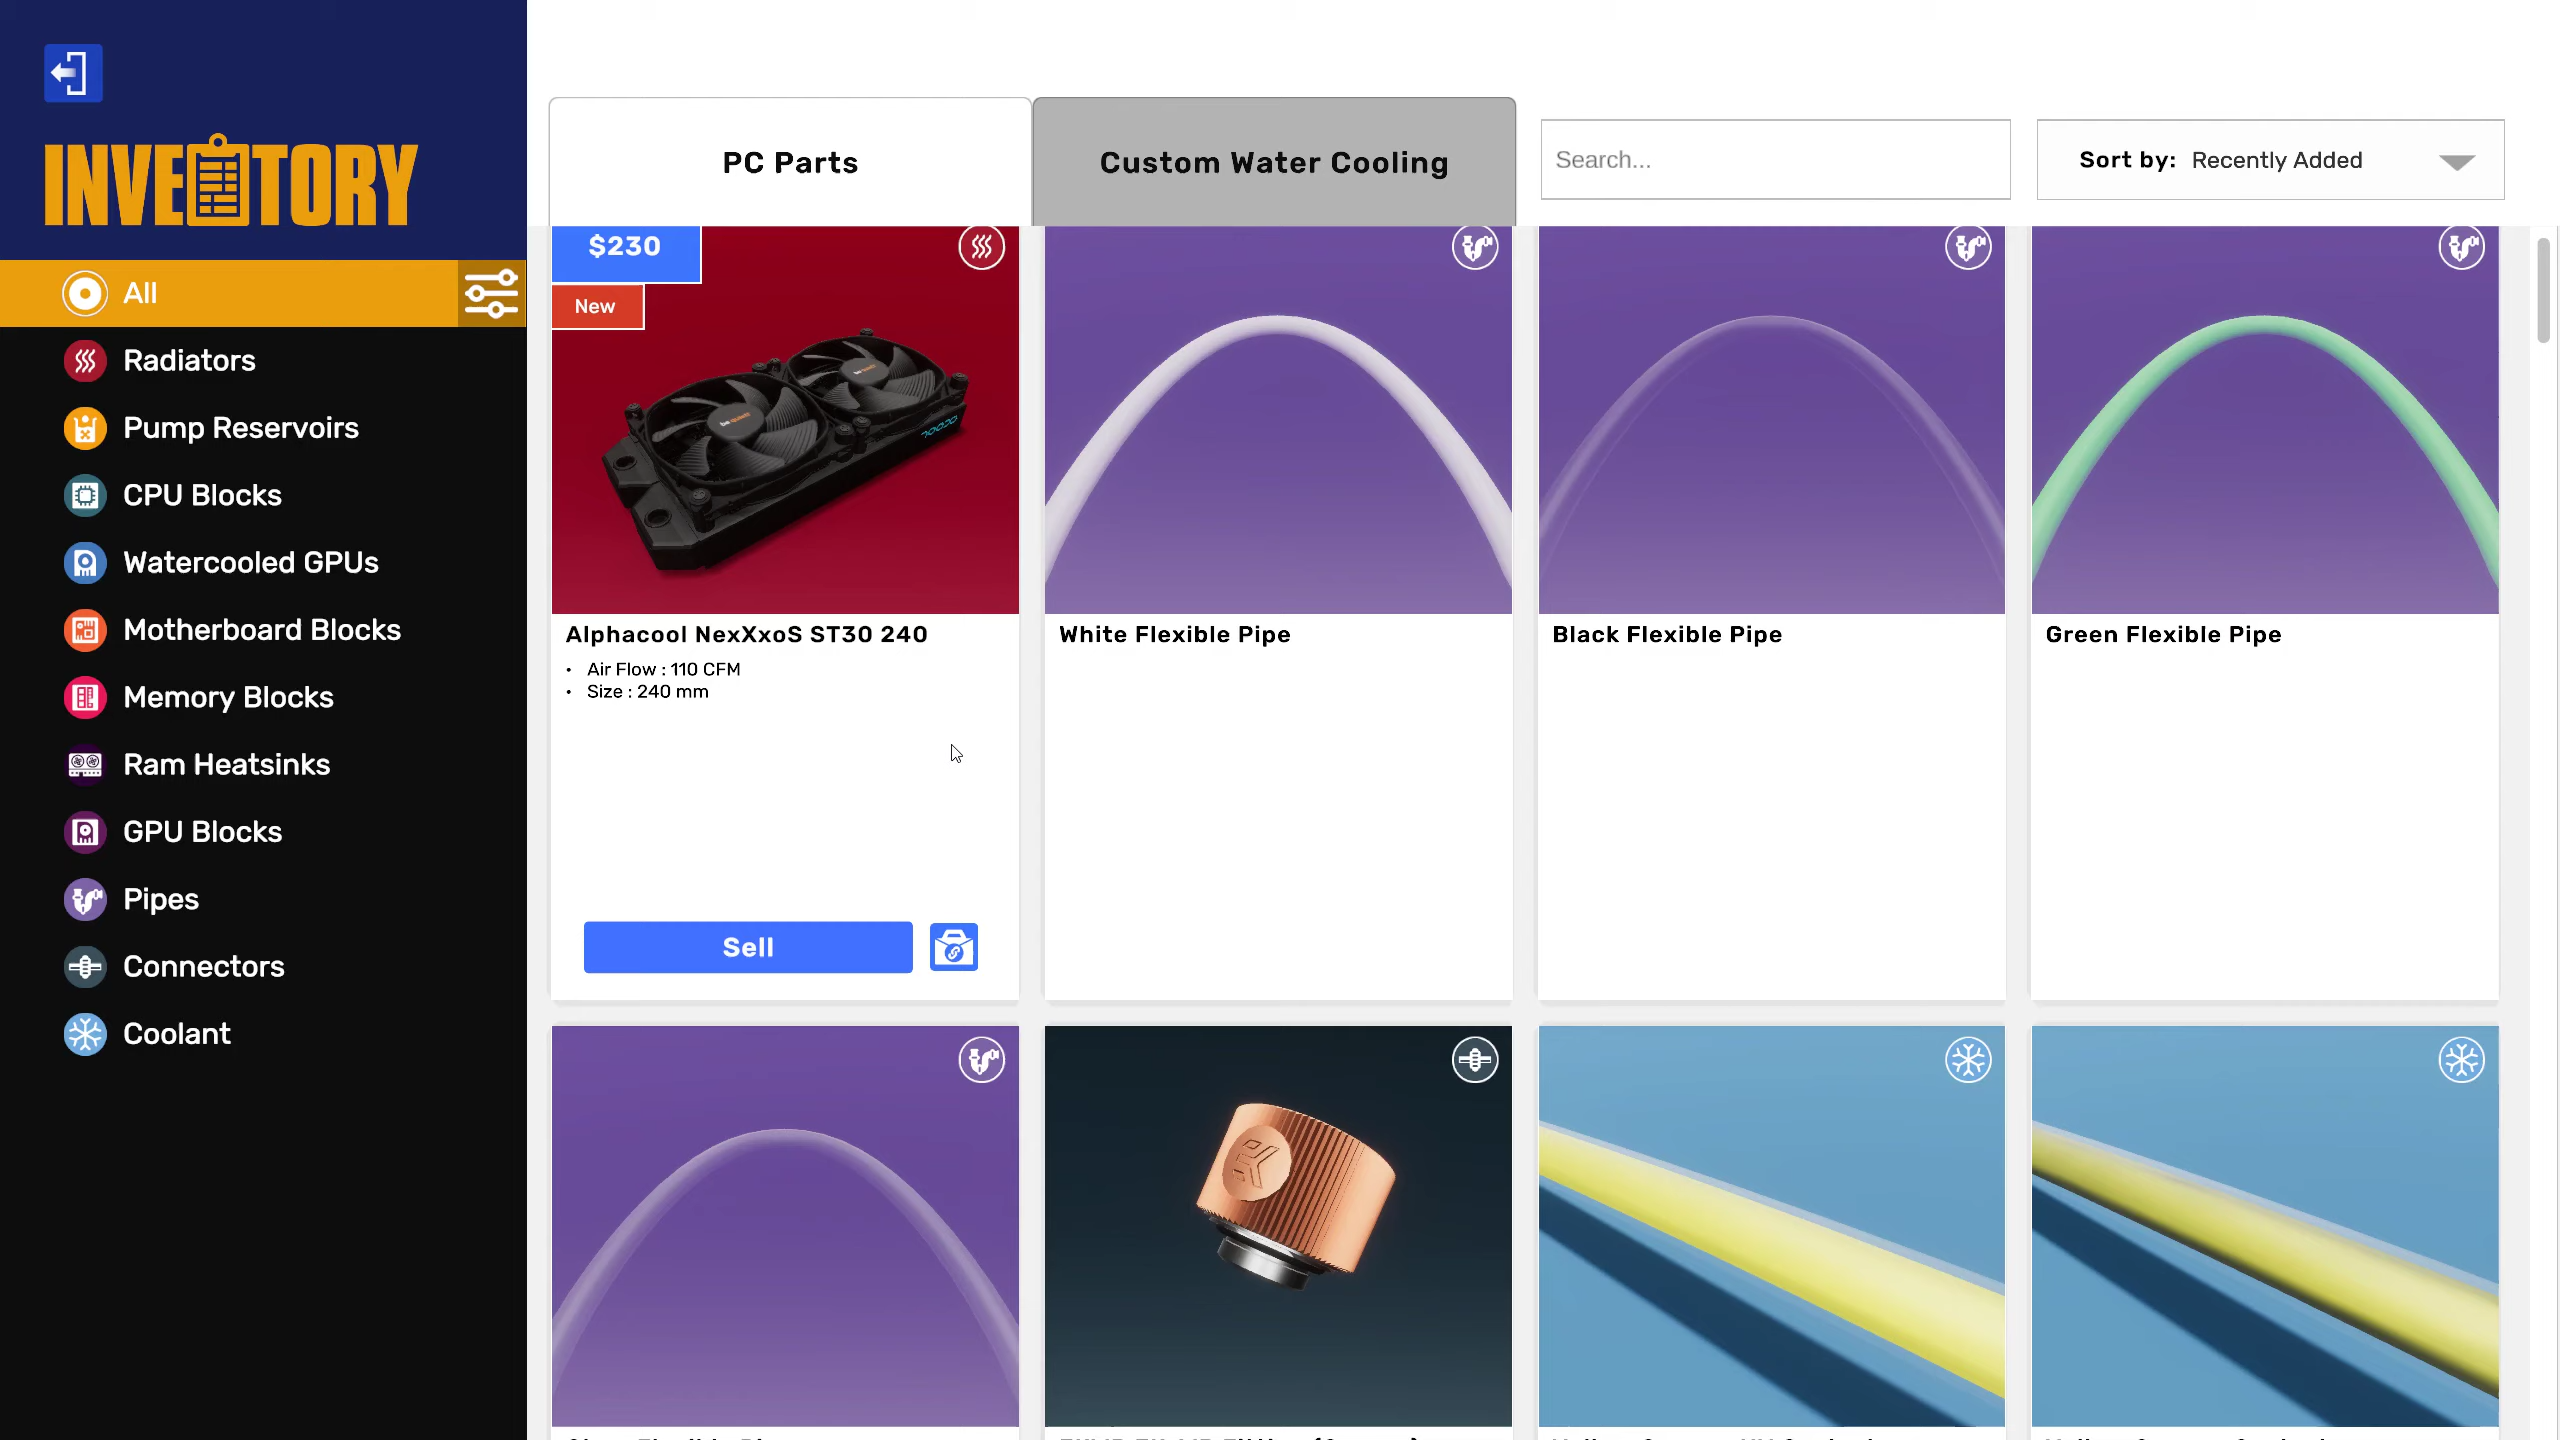 INVENTORY
PC Parts
Custom Water Cooling
Search...
Sort by: Recently Added
All
Radiators
Pump Reservoirs
CPU Blocks
Watercooled GPUs
Motherboard Blocks
Memory Blocks
Ram Heatsinks
GPU Blocks
Pipes
Connectors
Coolant
$230
New
Alphacool NexXxoS ST30 240
• Air Flow : 110 CFM
• Size : 240 mm
Sell
White Flexible Pipe
Black Flexible Pipe
Green Flexible Pipe